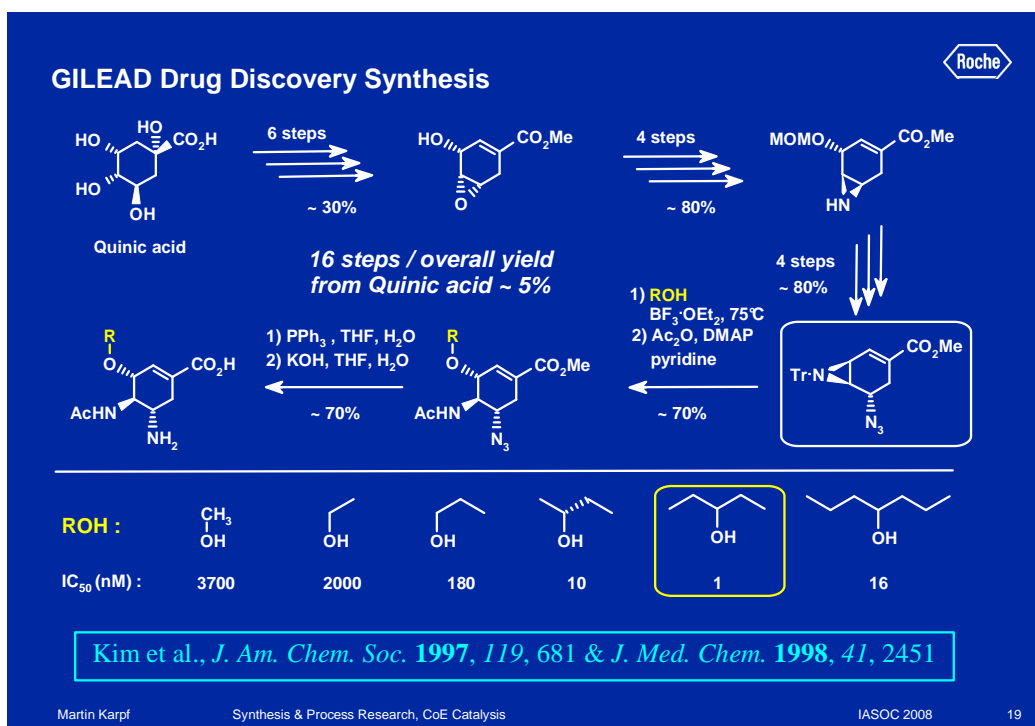 Roche
GILEAD Drug Discovery Synthesis
HO
HO
CO2H
HO
HO
OH
Quinic acid
6 steps
~ 30%
HO
CO2Me
O
4 steps
~ 80%
MOMO
CO2Me
HN
16 steps / overall yield
from Quinic acid ~ 5%
4 steps
~ 80%
R
O
CO2H
AcHN
NH2
1) PPh3 , THF, H2O
2) KOH, THF, H2O
~ 70%
R
O
CO2Me
AcHN
N3
1) ROH
BF3·OEt2, 75°C
2) Ac2O, DMAP
pyridine
~ 70%
CO2Me
Tr-N
N3
ROH :
CH3
OH
OH
OH
OH
OH
OH
IC50 (nM) :
3700
2000
180
10
1
16
Kim et al., J. Am. Chem. Soc. 1997, 119, 681 & J. Med. Chem. 1998, 41, 2451
Martin Karpf
Synthesis & Process Research, CoE Catalysis
IASOC 2008
19